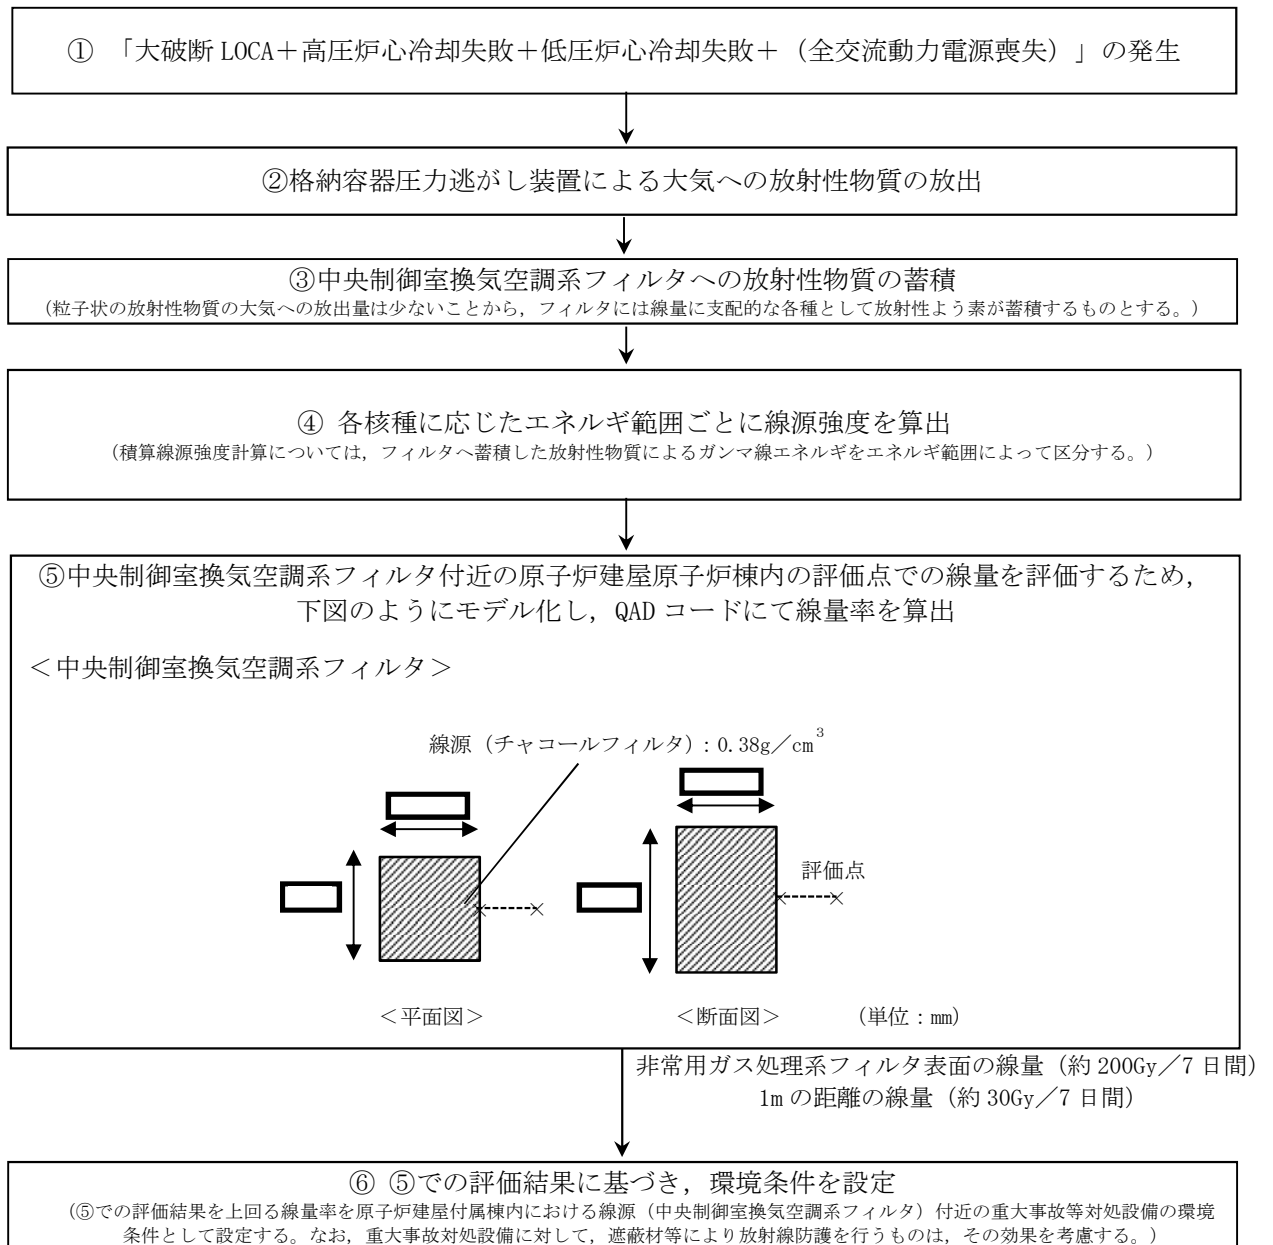 ① 「大破断 LOCA＋高圧炉心冷却失敗＋低圧炉心冷却失敗＋（全交流動力電源喪失）」の発生
②格納容器圧力逃がし装置による大気への放射性物質の放出
③中央制御室換気空調系フィルタへの放射性物質の蓄積
（粒子状の放射性物質の大気への放出量は少ないことから，フィルタには線量に支配的な各種として放射性よう素が蓄積するものとする。）
④ 各核種に応じたエネルギ範囲ごとに線源強度を算出
（積算線源強度計算については，フィルタへ蓄積した放射性物質によるガンマ線エネルギをエネルギ範囲によって区分する。）
⑤中央制御室換気空調系フィルタ付近の原子炉建屋原子炉棟内の評価点での線量を評価するため，
下図のようにモデル化し，QAD コードにて線量率を算出
＜中央制御室換気空調系フィルタ＞
線源（チャコールフィルタ）：0.38g／cm³
評価点
＜平面図＞ ＜断面図＞ （単位：mm）
非常用ガス処理系フィルタ表面の線量（約 200Gy／7 日間）
1m の距離の線量（約 30Gy／7 日間）
⑥ ⑤での評価結果に基づき，環境条件を設定
（⑤での評価結果を上回る線量率を原子炉建屋付属棟内における線源（中央制御室換気空調系フィルタ）付近の重大事故等対処設備の環境
条件として設定する。なお，重大事故対処設備に対して，遮蔽材等により放射線防護を行うものは，その効果を考慮する。）